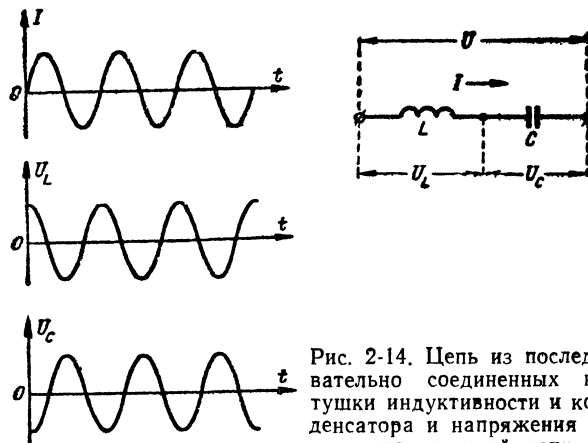 I
0
t
U
I
L
C
U_L
U_C
U_L
0
t
U_C
0
t
Рис. 2-14. Цепь из послед
вательно соединенных
тушки индуктивности и ко
денсатора и напряжения